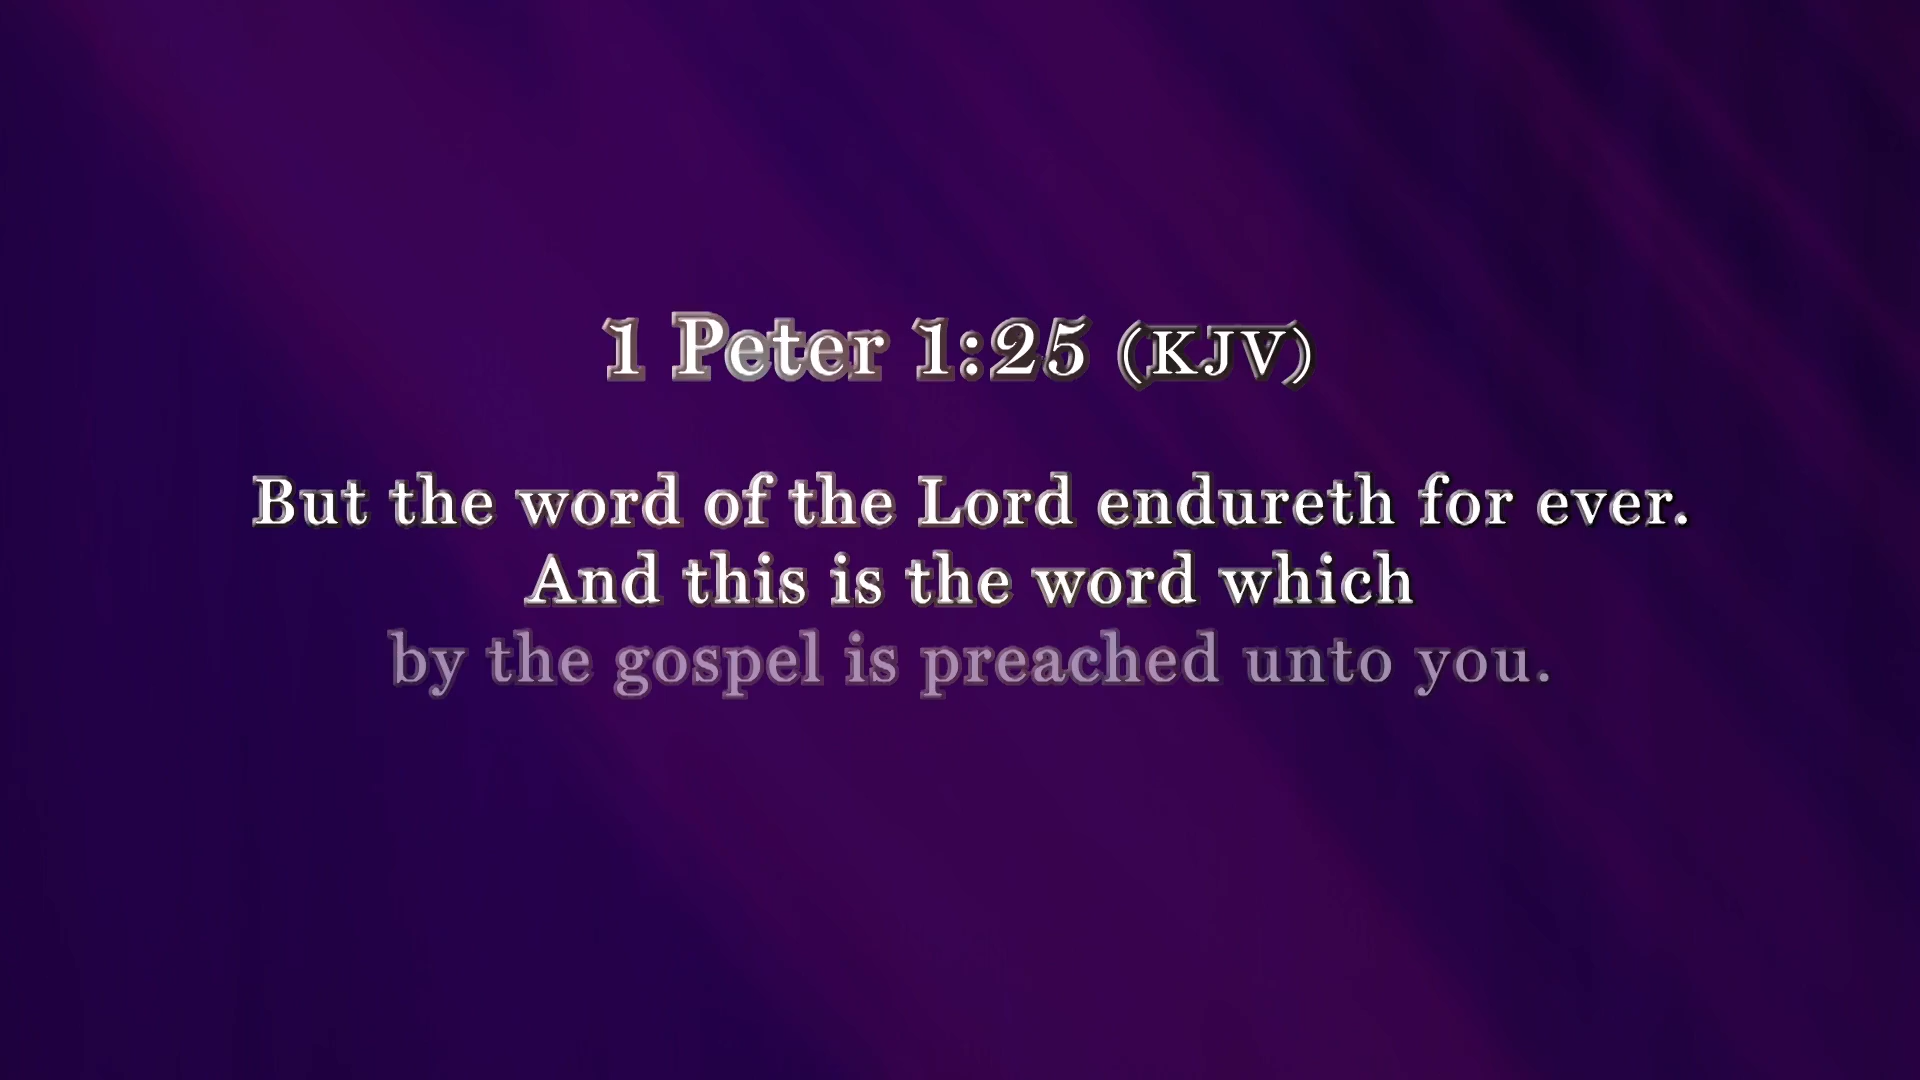 1 Peter 1:25 (KJV)
But the word of the Lord endureth for ever.
And this is the word which
by the gospel is preached unto you.